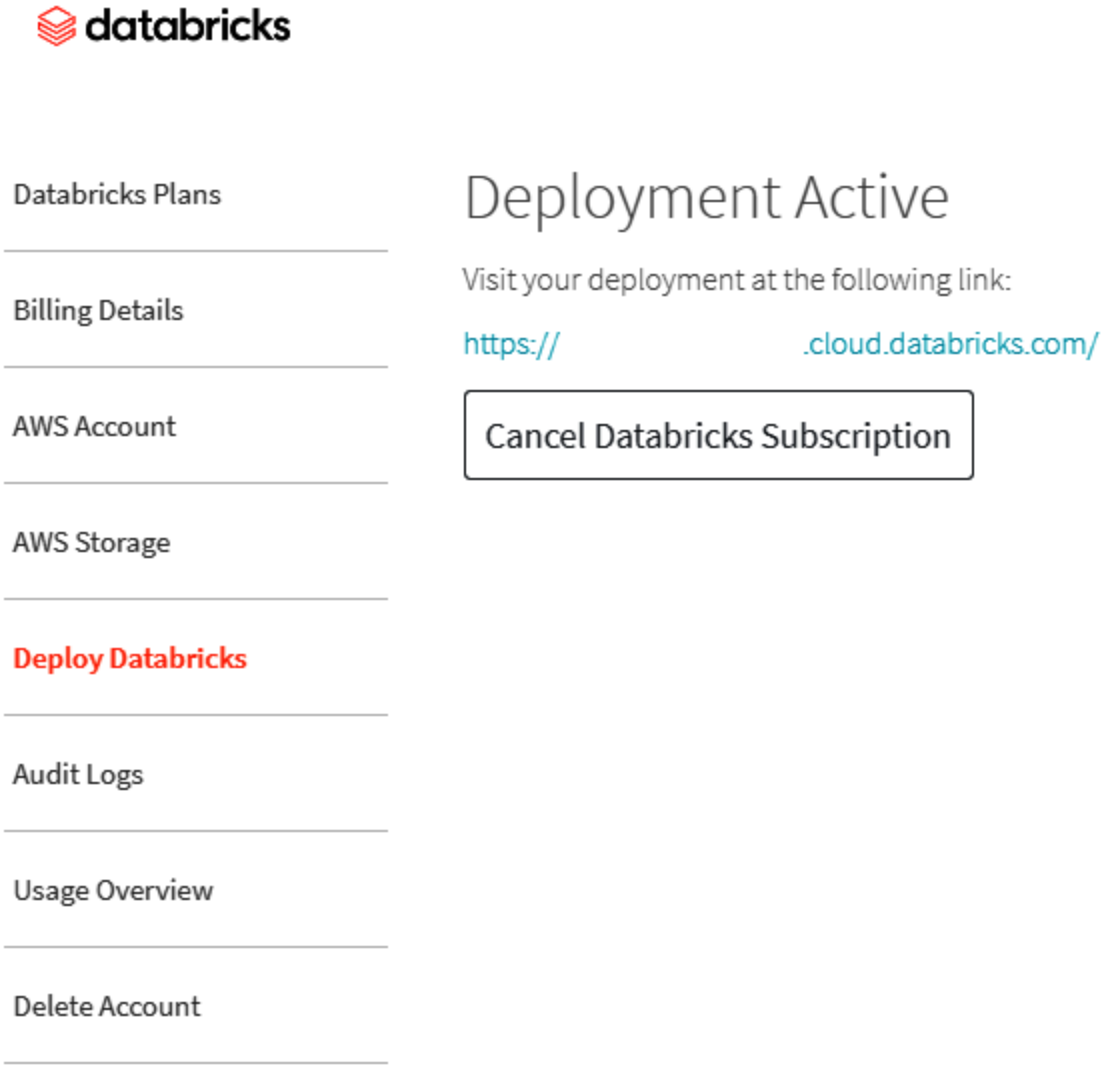 databricks
Databricks Plans
Billing Details
AWS Account
AWS Storage
Deploy Databricks
Audit Logs
Usage Overview
Delete Account
Deployment Active
Visit your deployment at the following link:
https:// .cloud.databricks.com/
Cancel Databricks Subscription